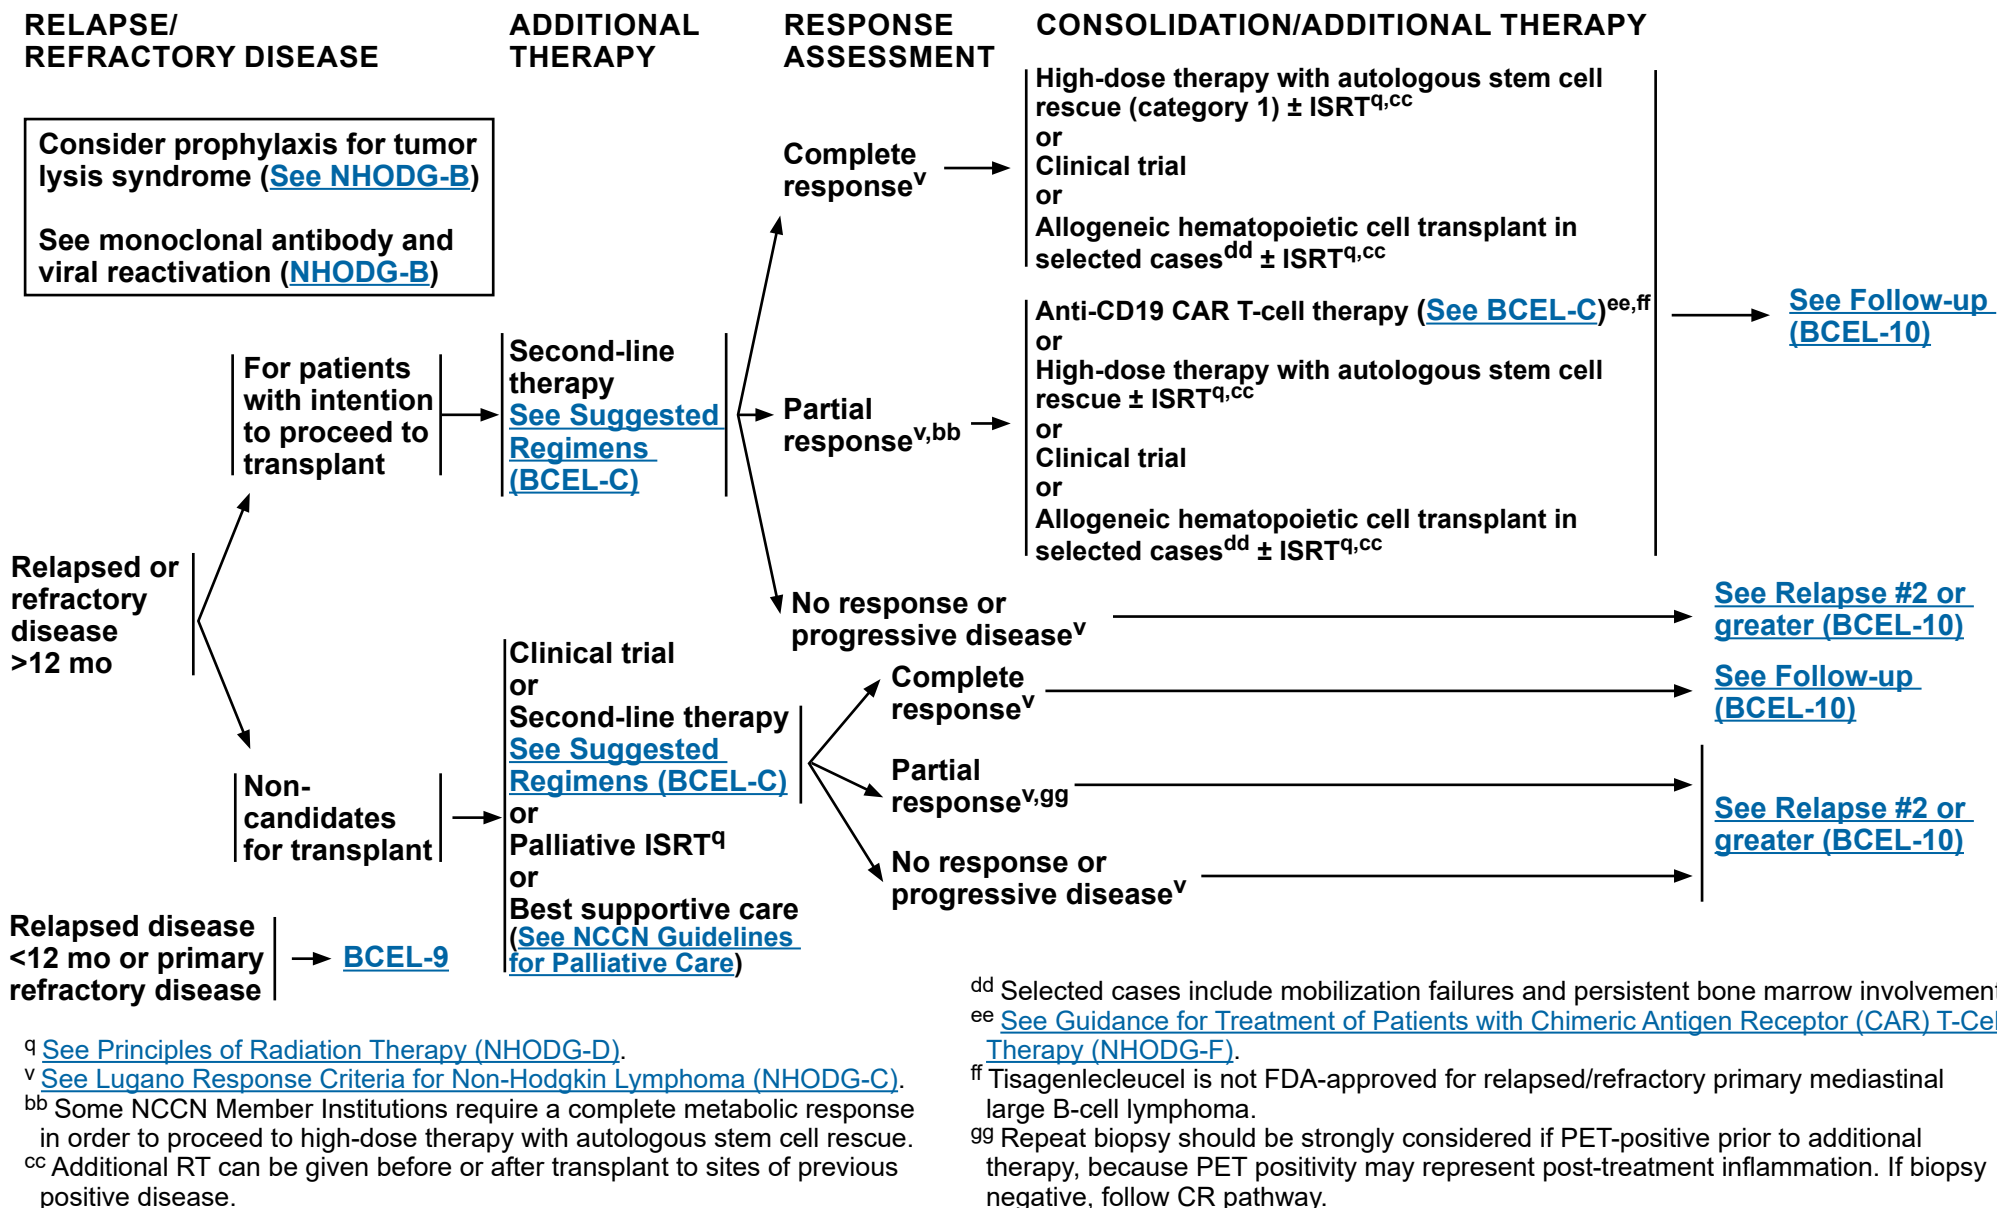 RELAPSE/
REFRACTORY DISEASE
ADDITIONAL
THERAPY
RESPONSE
ASSESSMENT
CONSOLIDATION/ADDITIONAL THERAPY
Consider prophylaxis for tumor
lysis syndrome (See NHODG-B)
See monoclonal antibody and
viral reactivation (NHODG-B)
For patients
with intention
to proceed to
transplant
Second-line
therapy
See Suggested
Regimens
(BCEL-C)
Complete
responseᵛ
High-dose therapy with autologous stem cell
rescue (category 1) ± ISRTq,cc
or
Clinical trial
or
Allogeneic hematopoietic cell transplant in
selected casesdd ± ISRTq,cc
Partial
responsev,bb
Anti-CD19 CAR T-cell therapy (See BCEL-C)ee,ff
or
High-dose therapy with autologous stem cell
rescue ± ISRTq,cc
or
Clinical trial
or
Allogeneic hematopoietic cell transplant in
selected casesdd ± ISRTq,cc
See Follow-up
(BCEL-10)
No response or
progressive diseaseᵛ
See Relapse #2 or
greater (BCEL-10)
Relapsed or
refractory
disease
>12 mo
Non-
candidates
for transplant
Clinical trial
or
Second-line therapy
See Suggested
Regimens (BCEL-C)
or
Palliative ISRTq
or
Best supportive care
(See NCCN Guidelines
for Palliative Care)
Complete
responseᵛ
See Follow-up
(BCEL-10)
Partial
responsev,gg
No response or
progressive diseaseᵛ
See Relapse #2 or
greater (BCEL-10)
Relapsed disease
<12 mo or primary
refractory disease
BCEL-9
q See Principles of Radiation Therapy (NHODG-D).
v See Lugano Response Criteria for Non-Hodgkin Lymphoma (NHODG-C).
bb Some NCCN Member Institutions require a complete metabolic response
in order to proceed to high-dose therapy with autologous stem cell rescue.
cc Additional RT can be given before or after transplant to sites of previous
positive disease.
dd Selected cases include mobilization failures and persistent bone marrow involvement
ee See Guidance for Treatment of Patients with Chimeric Antigen Receptor (CAR) T-Cel
Therapy (NHODG-F).
ff Tisagenlecleucel is not FDA-approved for relapsed/refractory primary mediastinal
large B-cell lymphoma.
gg Repeat biopsy should be strongly considered if PET-positive prior to additional
therapy, because PET positivity may represent post-treatment inflammation. If biopsy
negative, follow CR pathway.